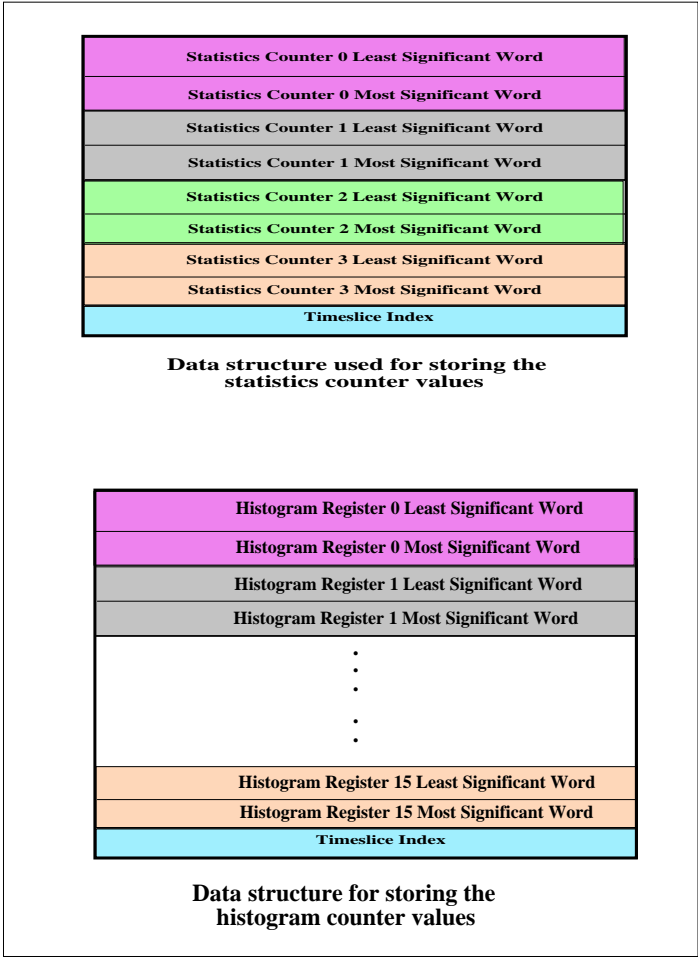 Statistics Counter 0 Least Significant Word
Statistics Counter 0 Most Significant Word
Statistics Counter 1 Least Significant Word
Statistics Counter 1 Most Significant Word
Statistics Counter 2 Least Significant Word
Statistics Counter 2 Most Significant Word
Statistics Counter 3 Least Significant Word
Statistics Counter 3 Most Significant Word
Timeslice Index
Data structure used for storing the
statistics counter values
Histogram Register 0 Least Significant Word
Histogram Register 0 Most Significant Word
Histogram Register 1 Least Significant Word
Histogram Register 1 Most Significant Word
Histogram Register 15 Least Significant Word
Histogram Register 15 Most Significant Word
Timeslice Index
Data structure for storing the
histogram counter values